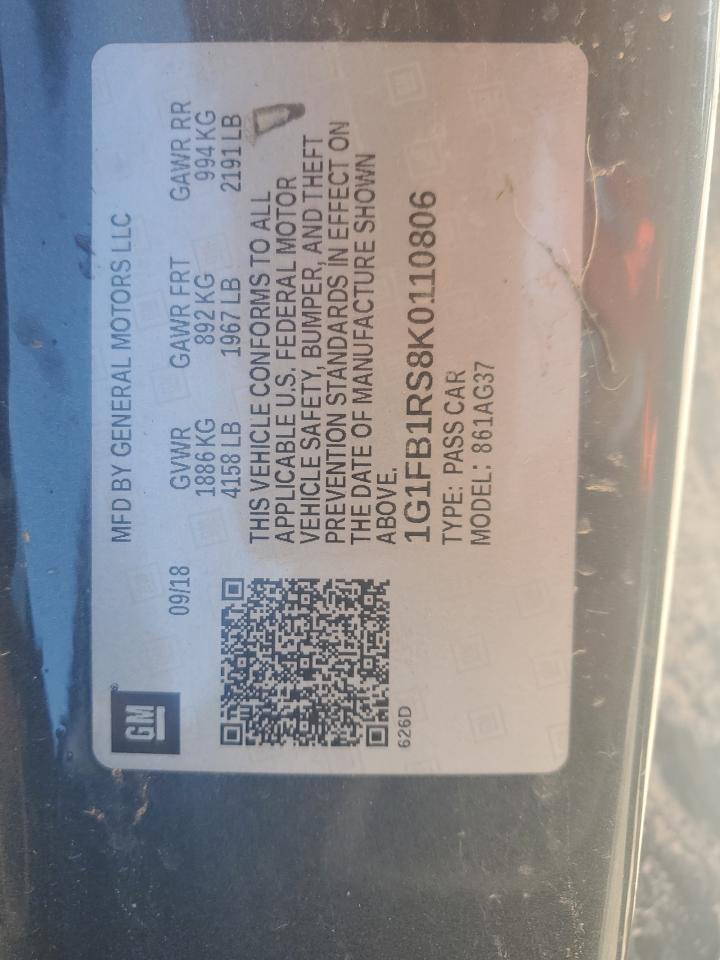 GM
MFD BY GENERAL MOTORS LLC
09/18 GVWR GAWR FRT GAWR RR
1886 KG 892 KG 994 KG
4158 LB 1967 LB 2191 LB
THIS VEHICLE CONFORMS TO ALL
APPLICABLE U.S. FEDERAL MOTOR
VEHICLE SAFETY, BUMPER, AND THEFT
PREVENTION STANDARDS IN EFFECT ON
THE DATE OF MANUFACTURE SHOWN
ABOVE.
1G1FB1RS8K0110806
TYPE: PASS CAR
MODEL: 861AG37
626D